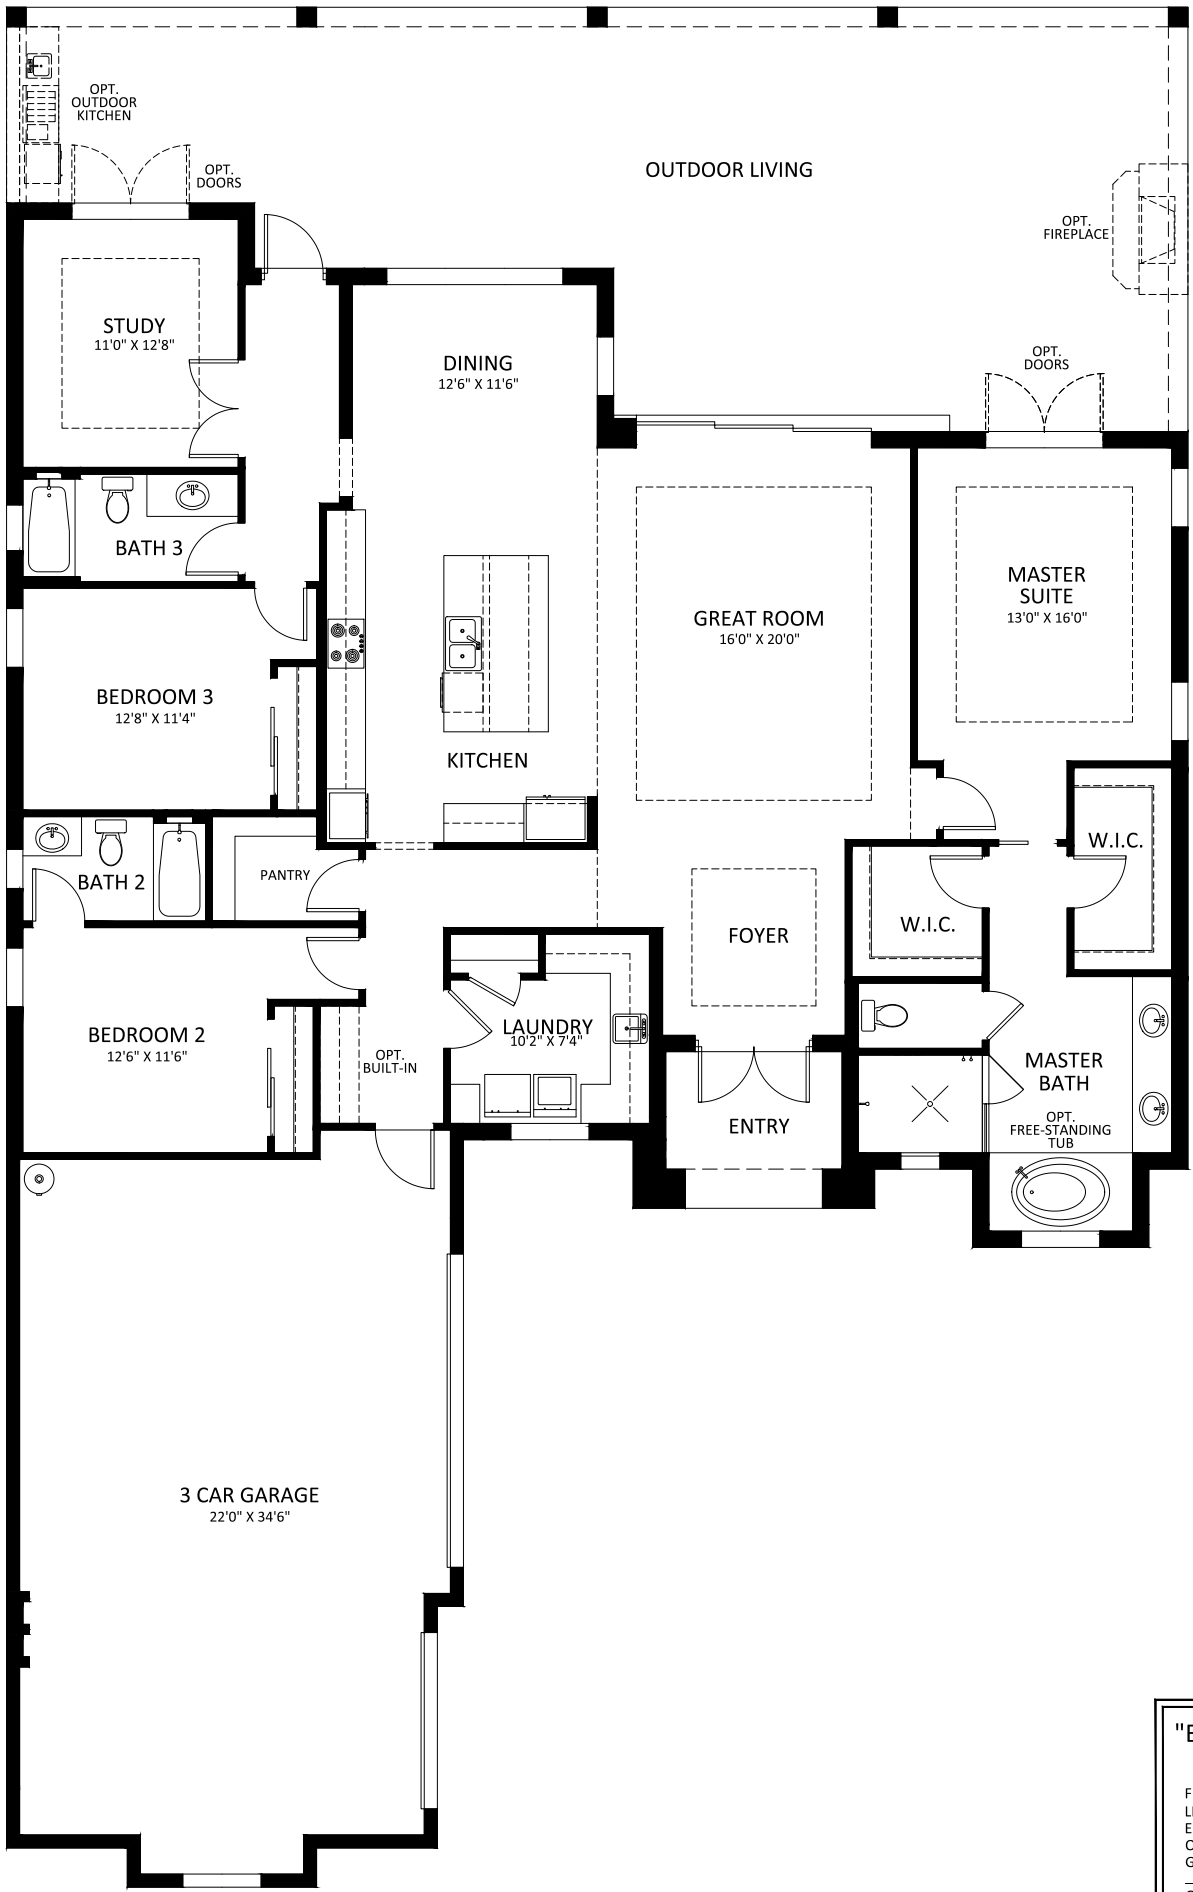 OPT.
OUTDOOR
KITCHEN
OPT.
DOORS
OUTDOOR LIVING
OPT.
FIREPLACE
STUDY
11'0" X 12'8"
DINING
12'6" X 11'6"
OPT.
DOORS
BATH 3
MASTER
SUITE
13'0" X 16'0"
GREAT ROOM
16'0" X 20'0"
BEDROOM 3
12'8" X 11'4"
KITCHEN
W.I.C.
BATH 2
PANTRY
W.I.C.
FOYER
BEDROOM 2
12'6" X 11'6"
OPT.
BUILT-IN
LAUNDRY
10'2" X 7'4"
MASTER
BATH
OPT.
FREE-STANDING
TUB
ENTRY
3 CAR GARAGE
22'0" X 34'6"